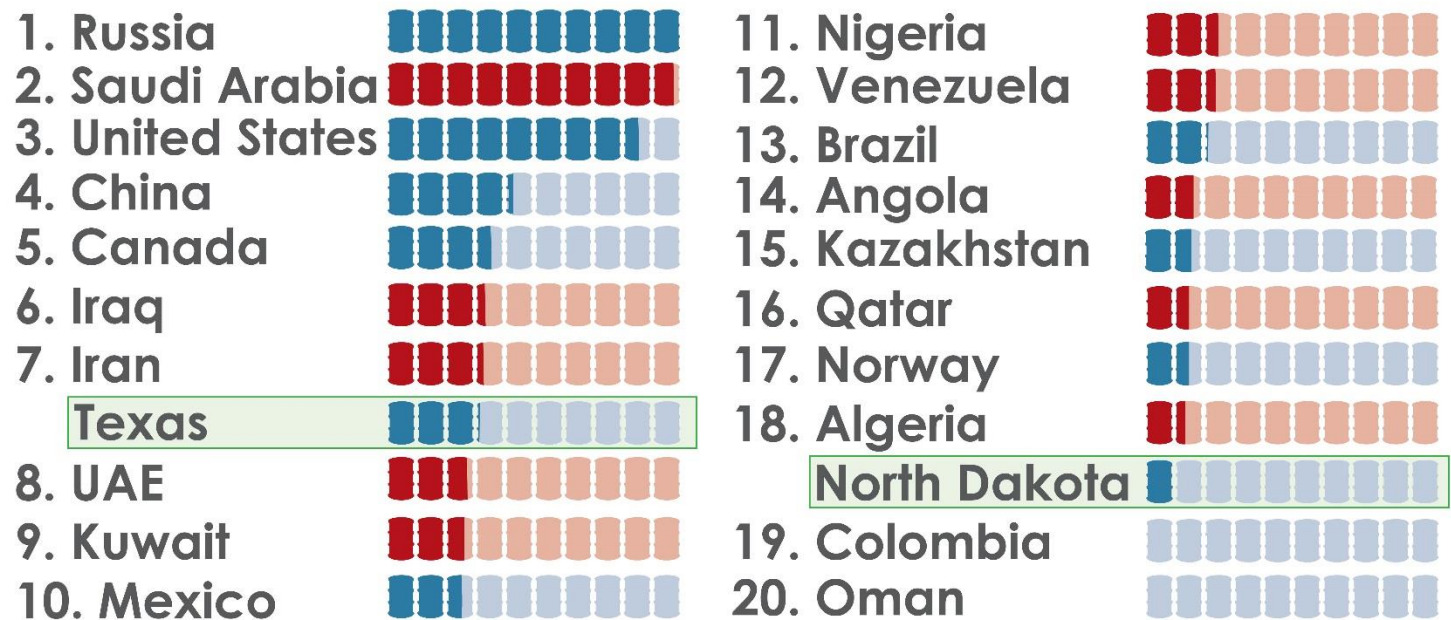 1. Russia
2. Saudi Arabia
3. United States
4. China
5. Canada
6. Iraq
7. Iran
Texas
8. UAE
9. Kuwait
10. Mexico
11. Nigeria
12. Venezuela
13. Brazil
14. Angola
15. Kazakhstan
16. Qatar
17. Norway
18. Algeria
North Dakota
19. Colombia
20. Oman